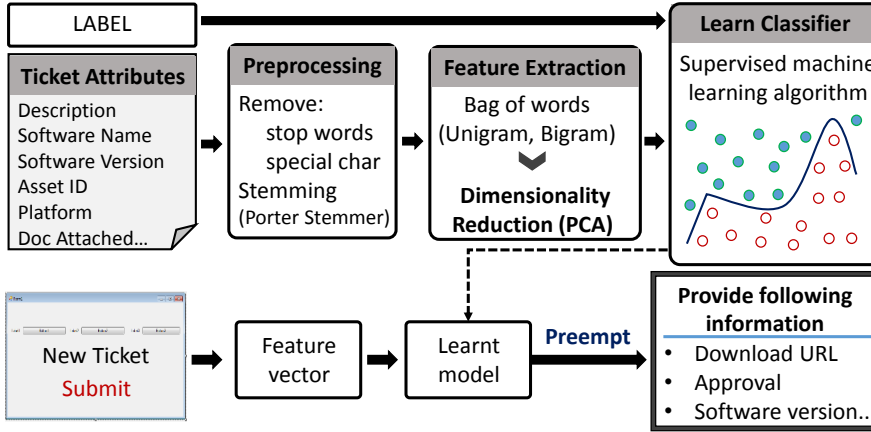 LABEL
Ticket Attributes
Description
Software Name
Software Version
Asset ID
Platform
Doc Attached...
Preprocessing
Remove:
stop words
special char
Stemming
(Porter Stemmer)
Feature Extraction
Bag of words
(Unigram, Bigram)
Dimensionality
Reduction (PCA)
Learn Classifier
Supervised machine
learning algorithm
New Ticket
Submit
Feature
vector
Learnt
model
Preempt
Provide following
information
• Download URL
• Approval
• Software version..